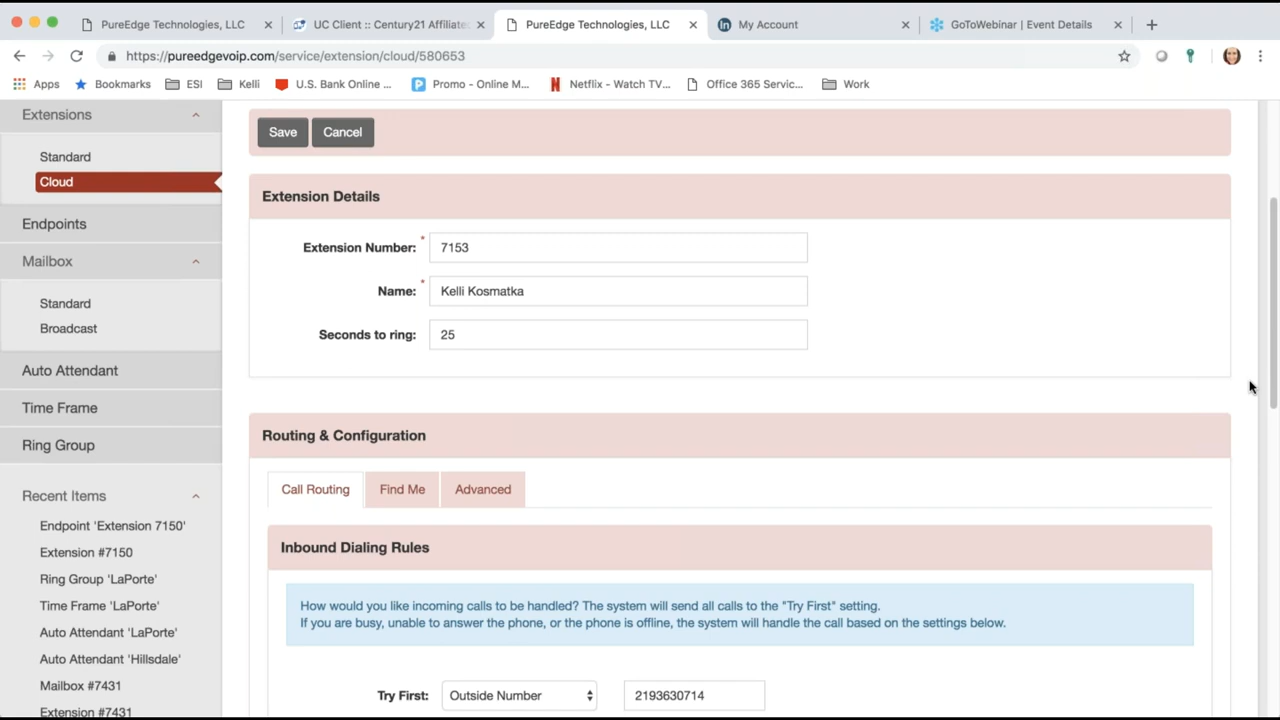 PureEdge Technologies, LLC
UC Client :: Century21 Affiliate
PureEdge Technologies, LLC
My Account
GoToWebinar | Event Details
https://pureedgevoip.com/service/extension/cloud/580653
Apps
Bookmarks
ESI
Kelli
U.S. Bank Online ...
Promo - Online M...
Netflix - Watch TV...
Office 365 Servic...
Work
Extensions
Standard
Cloud
Endpoints
Mailbox
Standard
Broadcast
Auto Attendant
Time Frame
Ring Group
Recent Items
Endpoint 'Extension 7150'
Extension #7150
Ring Group 'LaPorte'
Time Frame 'LaPorte'
Auto Attendant 'LaPorte'
Auto Attendant 'Hillsdale'
Mailbox #7431
Extension #7431
Save Cancel
Extension Details
Extension Number: * 7153
Name: * Kelli Kosmatka
Seconds to ring: 25
Routing & Configuration
Call Routing Find Me Advanced
Inbound Dialing Rules
How would you like incoming calls to be handled? The system will send all calls to the "Try First" setting.
If you are busy, unable to answer the phone, or the phone is offline, the system will handle the call based on the settings below.
Try First: Outside Number 2193630714